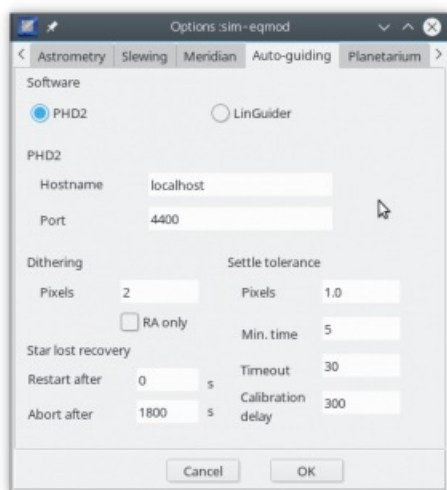 Options :sim-eqmod
Astrometry Slewing Meridian Auto-guiding Planetarium
Software
PHD2 LinGuider
PHD2
Hostname localhost
Port 4400
Dithering Settle tolerance
Pixels 2 Pixels 1.0
RA only
Min. time 5
Star lost recovery
Timeout 30
Restart after 0 s
Calibration delay 300
Abort after 1800 s
Cancel OK